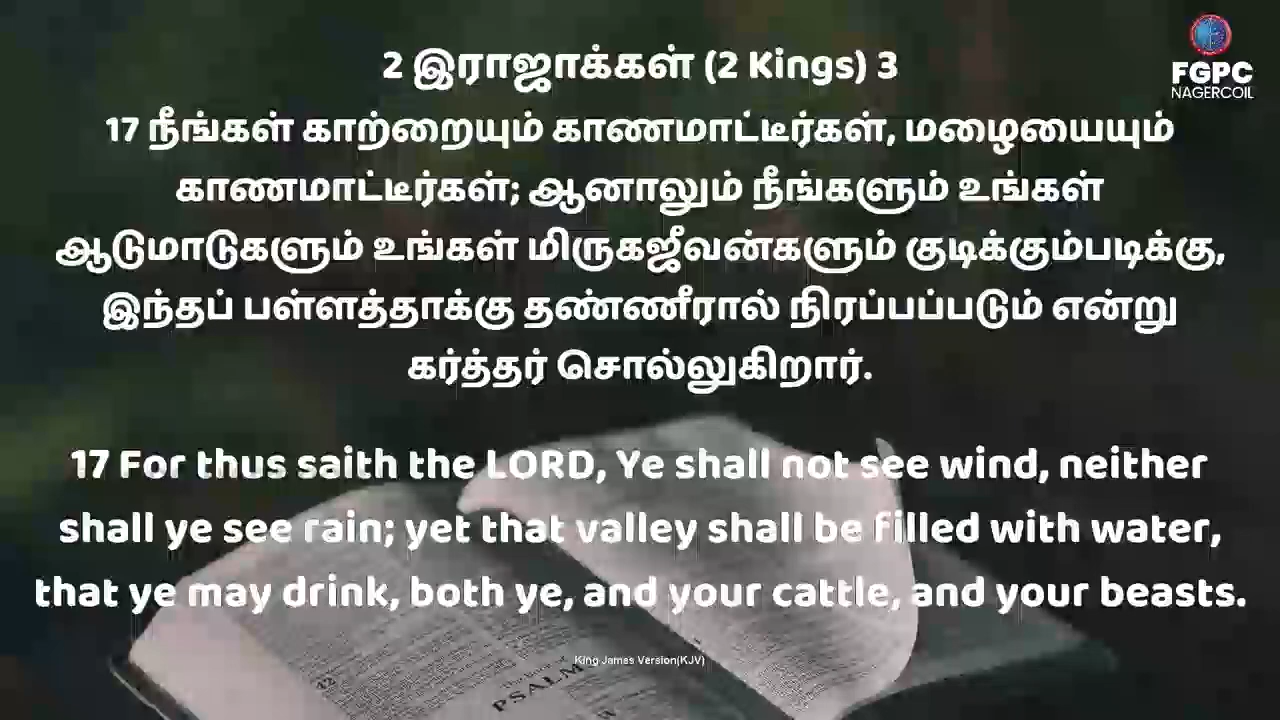 2 இராஜாக்கள் (2 Kings) 3
FGPC
NAGERCOIL
17 நீங்கள் காற்றையும் காணமாட்டீர்கள், மழையையும்
காணமாட்டீர்கள்; ஆனாலும் நீங்களும் உங்கள்
ஆடுமாடுகளும் உங்கள் மிருகஜீவன்களும் குடிக்கும்படிக்கு,
இந்தப் பள்ளத்தாக்கு தண்ணீரால் நிரப்பப்படும் என்று
கர்த்தர் சொல்லுகிறார்.
17 For thus saith the LORD, Ye shall not see wind, neither
shall ye see rain; yet that valley shall be filled with water,
that ye may drink, both ye, and your cattle, and your beasts.
King James Version(KJV)
PSALM